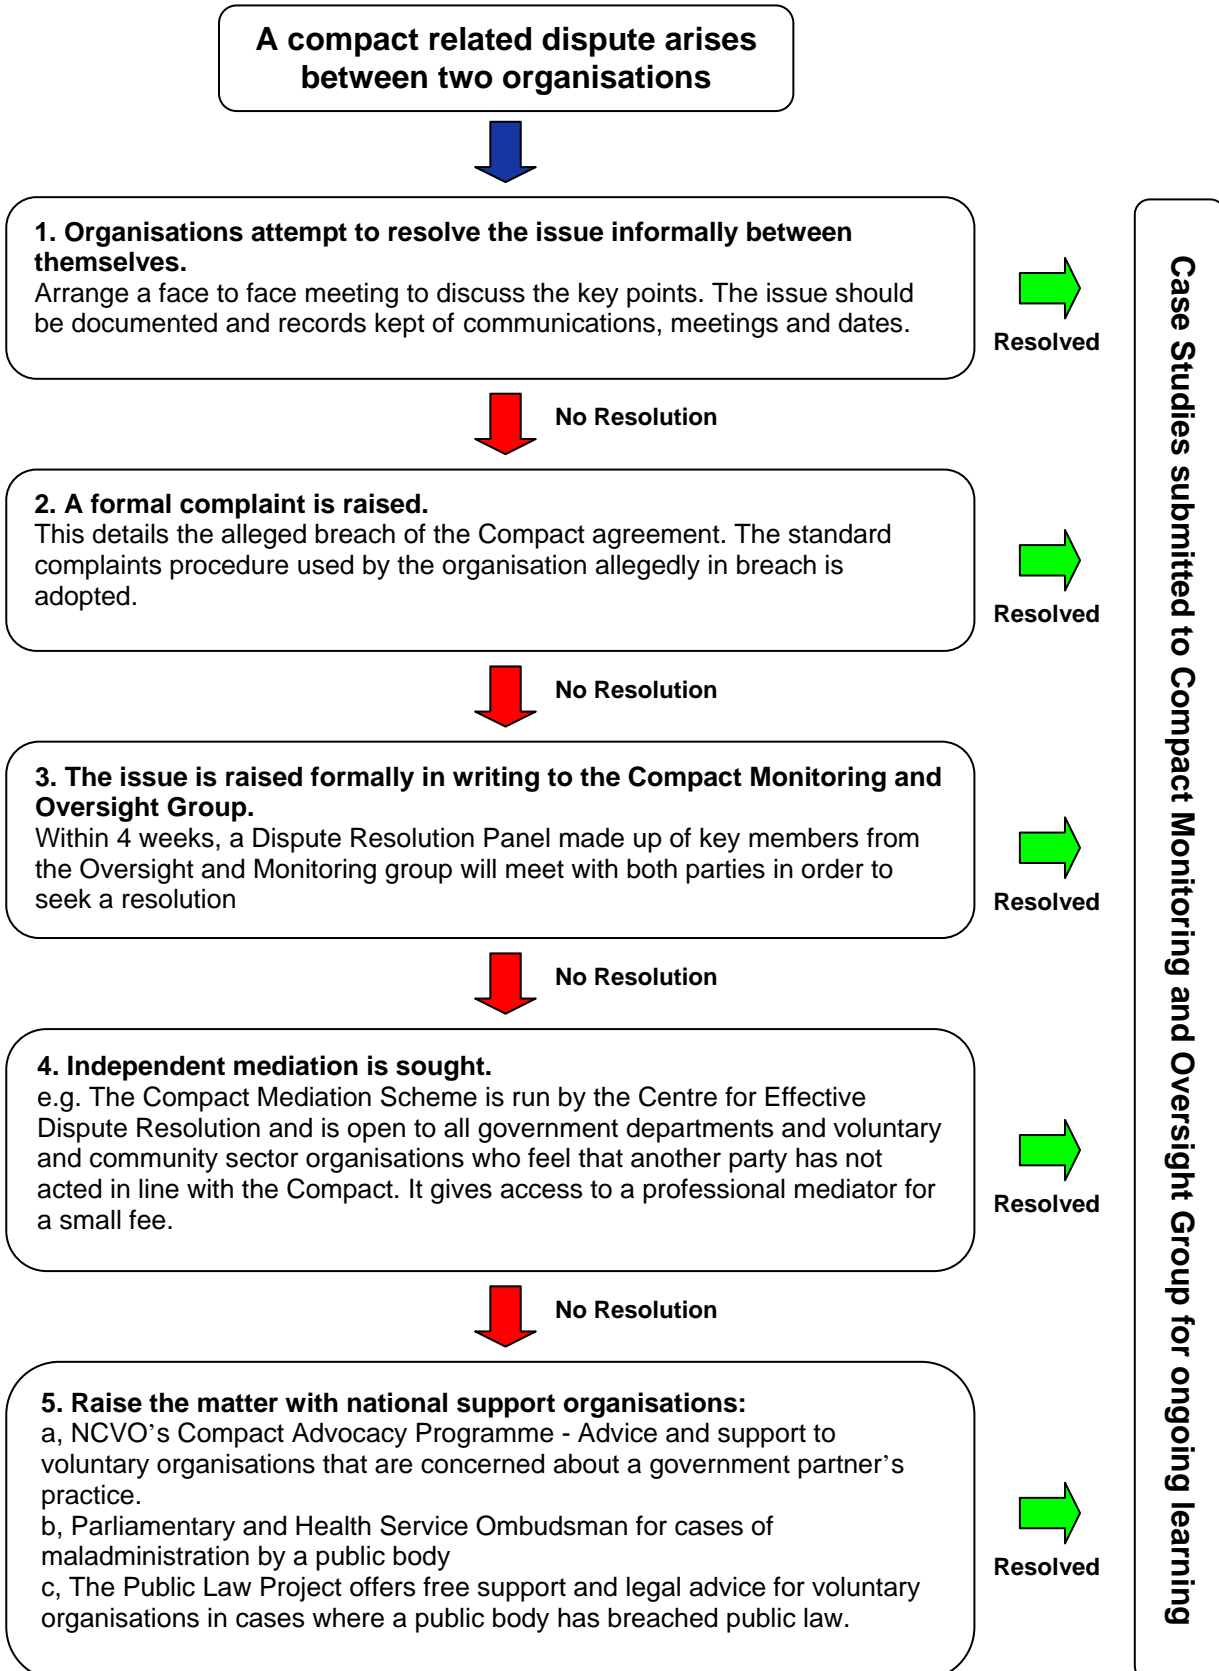 A compact related dispute arises
between two organisations
1. Organisations attempt to resolve the issue informally between
themselves.
Arrange a face to face meeting to discuss the key points. The issue should
be documented and records kept of communications, meetings and dates.
Resolved
No Resolution
2. A formal complaint is raised.
This details the alleged breach of the Compact agreement. The standard
complaints procedure used by the organisation allegedly in breach is
adopted.
Resolved
No Resolution
3. The issue is raised formally in writing to the Compact Monitoring and
Oversight Group.
Within 4 weeks, a Dispute Resolution Panel made up of key members from
the Oversight and Monitoring group will meet with both parties in order to
seek a resolution
Resolved
No Resolution
4. Independent mediation is sought.
e.g. The Compact Mediation Scheme is run by the Centre for Effective
Dispute Resolution and is open to all government departments and voluntary
and community sector organisations who feel that another party has not
acted in line with the Compact. It gives access to a professional mediator for
a small fee.
Resolved
No Resolution
5. Raise the matter with national support organisations:
a, NCVO’s Compact Advocacy Programme - Advice and support to
voluntary organisations that are concerned about a government partner’s
practice.
b, Parliamentary and Health Service Ombudsman for cases of
maladministration by a public body
c, The Public Law Project offers free support and legal advice for voluntary
organisations in cases where a public body has breached public law.
Resolved
Case Studies submitted to Compact Monitoring and Oversight Group for ongoing learning